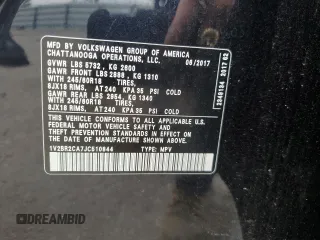 MFD BY VOLKSWAGEN GROUP OF AMERICA
CHATTANOOGA OPERATIONS, LLC. 06/2017
GVWR LBS 5732, KG 2600
GAWR FRONT LBS 2888, KG 1310
WITH 245/60R18 TIRES,
8JX18 RIMS, AT 240 KPA 35 PSI COLD
GAWR REAR LBS 2954, KG 1340
WITH 245/60R18 TIRES,
8JX18 RIMS, AT 240 KPA 35 PSI COLD
THIS VEHICLE CONFORMS TO ALL APPLICABLE
FEDERAL MOTOR VEHICLE SAFETY, BUMPER, AND
THEFT PREVENTION STANDARDS IN EFFECT ON THE
DATE OF MANUFACTURE SHOWN ABOVE.
1V2BR2CA7JC510844 TYPE: MPV
DREAMBID